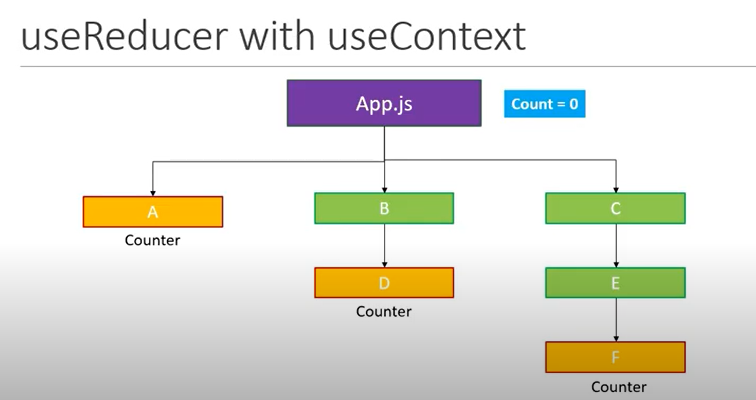 useReducer with useContext
App.js
Count = 0
A
B
C
Counter
D
E
Counter
F
Counter